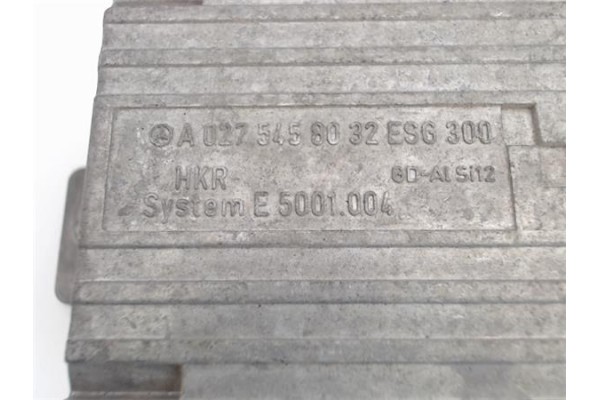 A 027 545 80 32 ESG 300
HKR GD-AlSi12
System E 5001.004